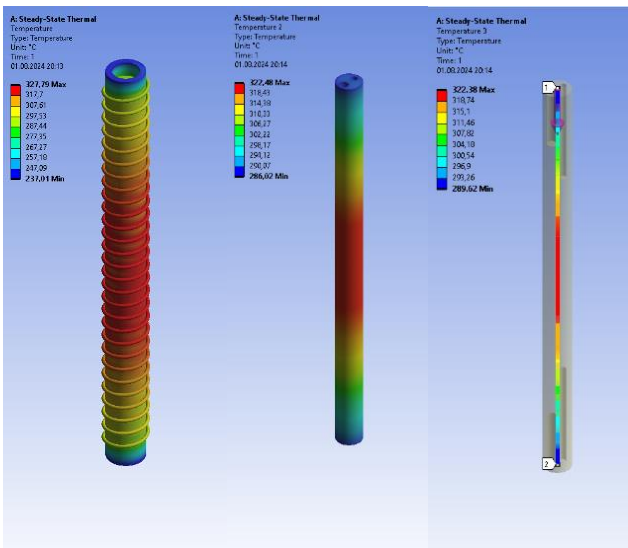 A: Steady-State Thermal
Temperature
Type: Temperature
Unit: °C
Time: 1
01.08.2024 20:13
327,79 Max
317,7
307,61
297,53
287,44
277,35
267,27
257,18
247,09
237,01 Min
A: Steady-State Thermal
Temperature 2
Type: Temperature
Unit: °C
Time: 1
01.08.2024 20:14
322,48 Max
318,43
314,38
310,33
306,27
302,22
298,17
294,12
290,07
286,02 Min
A: Steady-State Thermal
Temperature 3
Type: Temperature
Unit: °C
Time: 1
01.08.2024 20:14
322,38 Max
318,74
315,1
311,46
307,82
304,18
300,54
296,9
293,26
289,62 Min
1
2